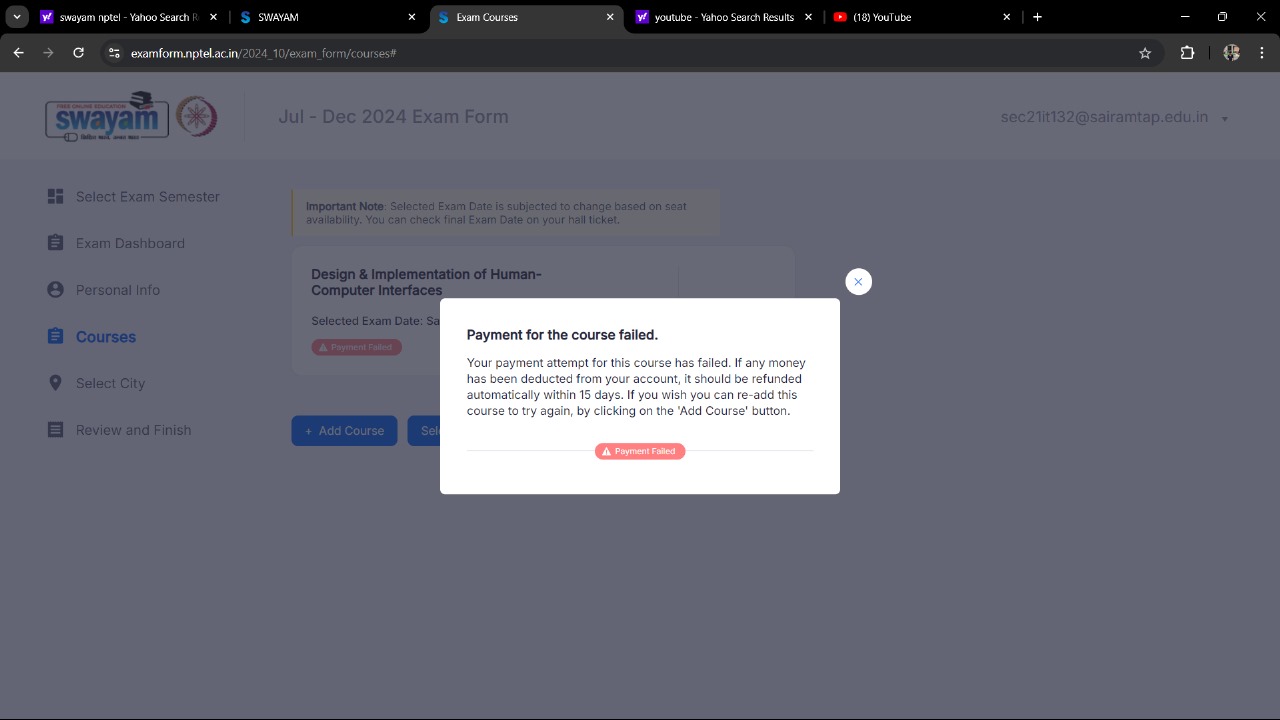 swayam nptel - Yahoo Search R
SWAYAM
Exam Courses
youtube - Yahoo Search Results
(18) YouTube
examform.nptel.ac.in/2024_10/exam_form/courses#
FREE ONLINE EDUCATION
swayam
शिक्षित भारत, उन्नत भारत
Jul - Dec 2024 Exam Form
sec21it132@sairamtap.edu.in
Select Exam Semester
Exam Dashboard
Personal Info
Courses
Select City
Review and Finish
Important Note: Selected Exam Date is subjected to change based on seat
availability. You can check final Exam Date on your hall ticket.
Design & Implementation of Human-
Computer Interfaces
Selected Exam Date: Sa
Payment Failed
+ Add Course
Sele
Payment for the course failed.
Your payment attempt for this course has failed. If any money
has been deducted from your account, it should be refunded
automatically within 15 days. If you wish you can re-add this
course to try again, by clicking on the 'Add Course' button.
Payment Failed